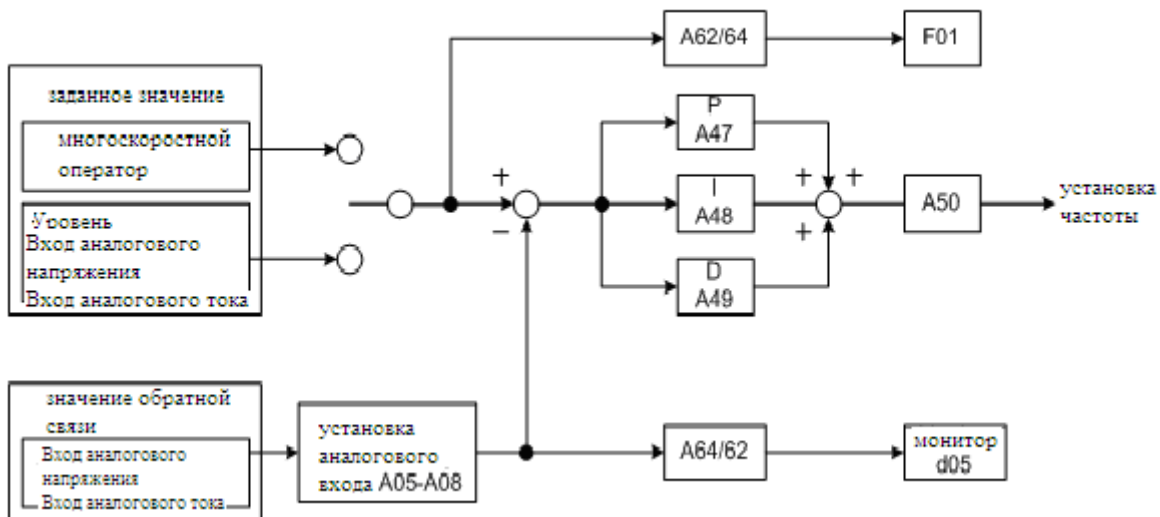 A62/64
F01
заданное значение
многоскоростной
оператор
Уровень
Вход аналогового
напряжения
Вход аналогового тока
+
−
P
A47
I
A48
D
A49
+
+
+
A50
установка
частоты
значение обратной
связи
Вход аналогового
напряжения
Вход аналогового тока
установка
аналогового
входа A05-A08
A64/62
монитор
d05